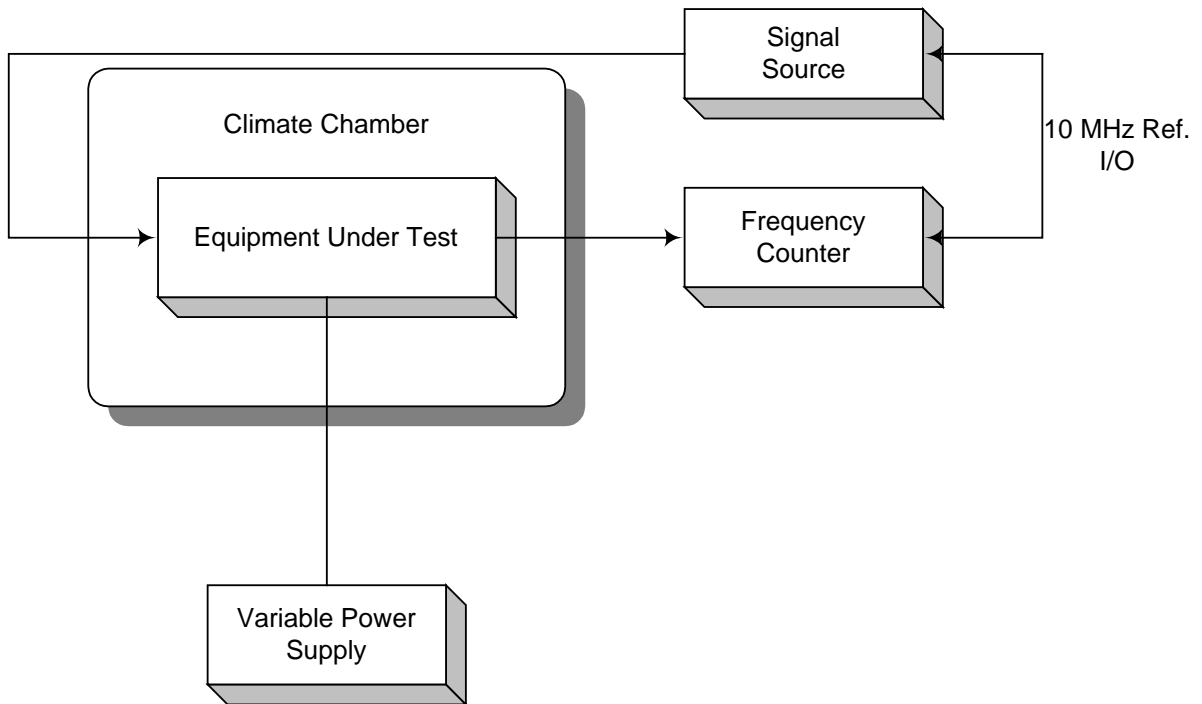 Signal
Source
Climate Chamber
10 MHz Ref.
I/O
Equipment Under Test
Frequency
Counter
Variable Power
Supply